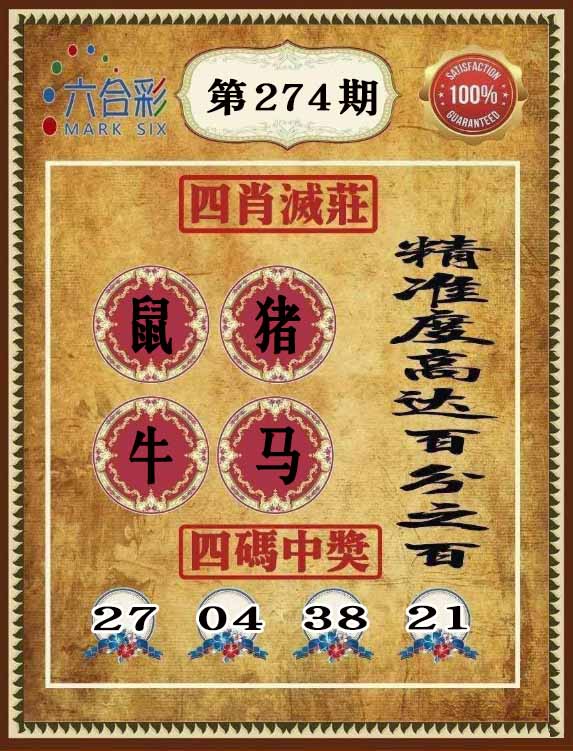 六合彩
MARK SIX
第274期
SATISFACTION
100%
GUARANTEED
四肖滅莊
鼠 猪
牛 马
精准度高达百分之百
四碼中獎
27 04 38 21